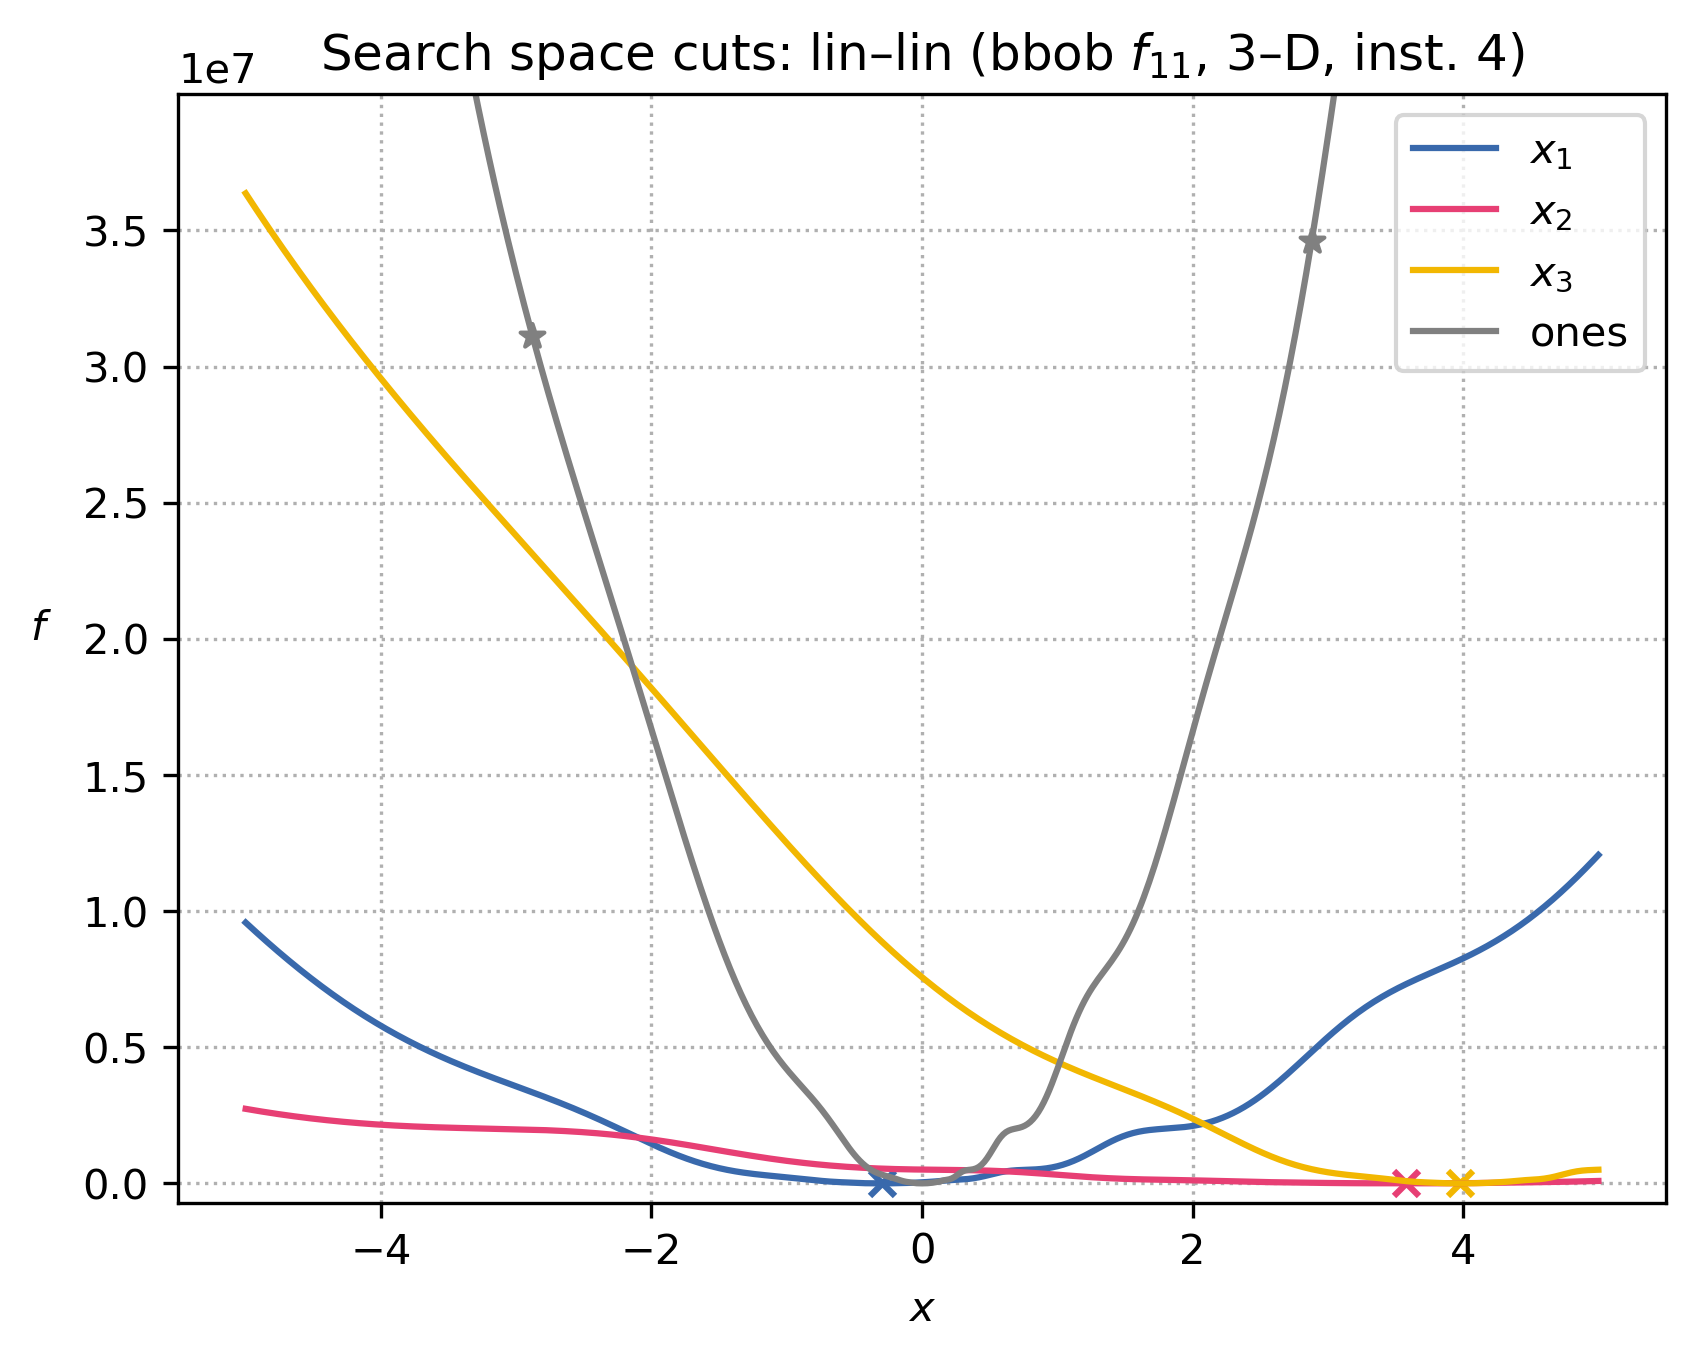 Search space cuts: lin–lin (bbob f₁₁, 3–D, inst. 4)
1e7
3.5
3.0
2.5
2.0
1.5
1.0
0.5
0.0
f
−4
−2
0
2
4
x
x₁
x₂
x₃
ones